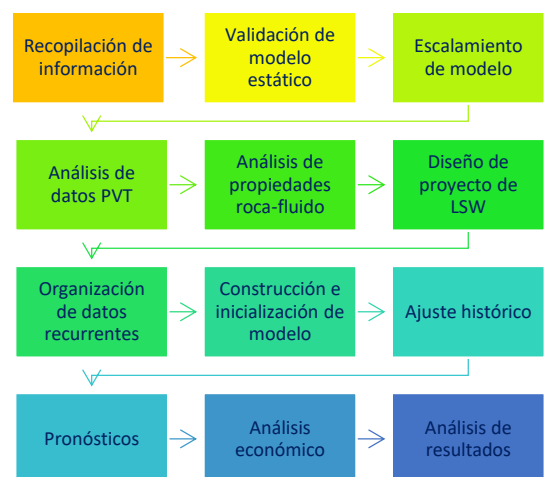 Recopilación de
información
Validación de
modelo
estático
Escalamiento
de modelo
Análisis de
datos PVT
Análisis de
propiedades
roca-fluido
Diseño de
proyecto de
LSW
Organización
de datos
recurrentes
Construcción e
inicialización de
modelo
Ajuste histórico
Pronósticos
Análisis
económico
Análisis de
resultados